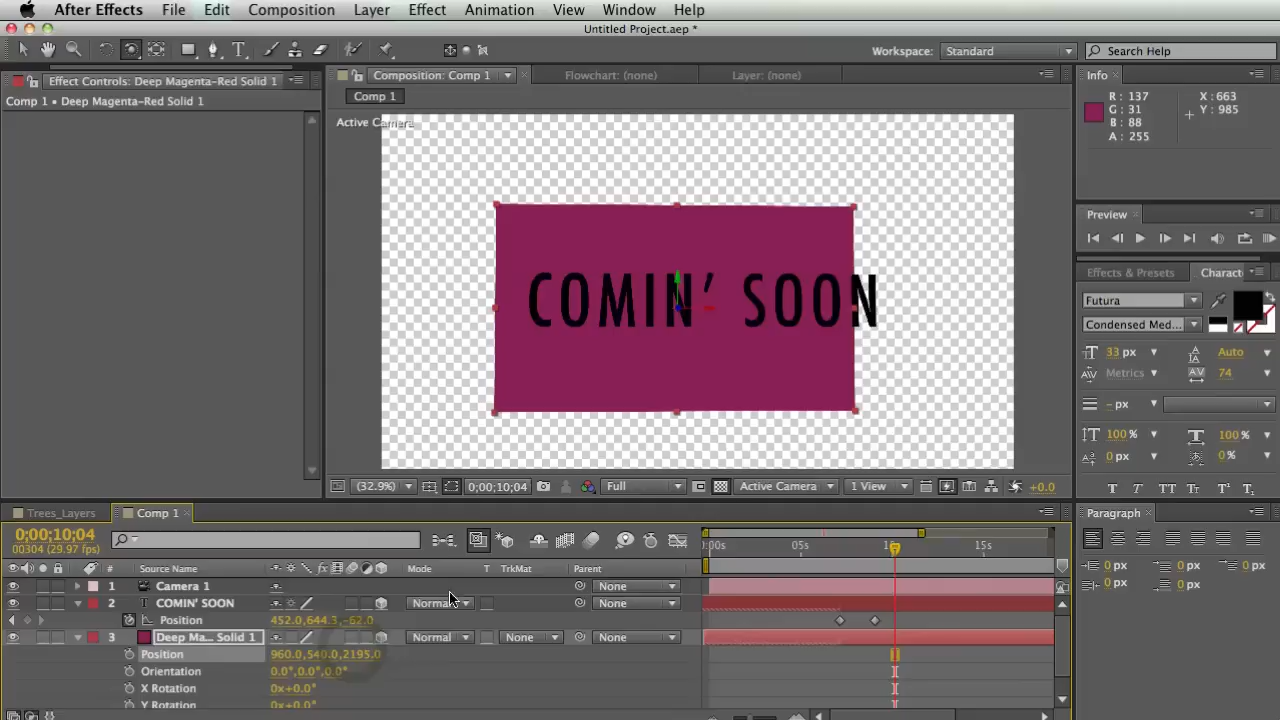 After Effects File Edit Composition Layer Effect Animation View Window Help
Untitled Project.aep *
Workspace: Standard Search Help
Effect Controls: Deep Magenta-Red Solid 1
Composition: Comp 1 Flowchart: (none) Layer: (none)
Info
Comp 1 • Deep Magenta-Red Solid 1
Comp 1
R : 137 X : 663
G : 31 Y : 985
B : 88
A : 255
Active Camera
COMIN’ SOON
Preview
Effects & Presets Charact
Futura
Condensed Med...
33 px Auto
Metrics 74
- px
100 % 100 %
0 px 0 %
T T TT Tт T¹ T₁
(32.9%) 0;00;10;04 Full Active Camera 1 View +0.0
Trees_Layers Comp 1
Paragraph
0;00;10;04
00304 (29.97 fps)
):00s 05s 10s 15s
# Source Name Mode T TrkMat Parent
0 px 0 px 0 px
0 px 0 px
1 Camera 1 None
2 T COMIN’ SOON Normal None
Position 452.0,644.3,-62.0
3 Deep Ma... Solid 1 Normal None None
Position 960.0,540.0,2195.0
Orientation 0.0°,0.0°,0.0°
X Rotation 0x+0.0°
Y Rotation 0x+0.0°